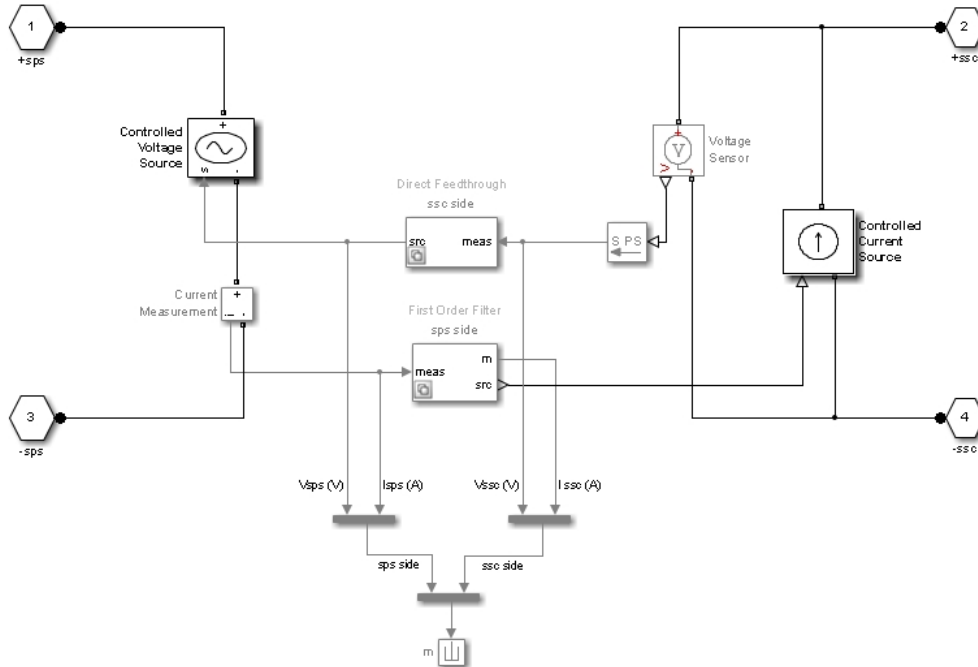 1
+sps
2
+ssc
Controlled
Voltage
Source
+
s
-
Voltage
Sensor
+
V
V
-
Direct Feedthrough
ssc side
src
meas
S PS
Controlled
Current
Source
Current
Measurement
+
i
-
First Order Filter
sps side
meas
m
src
3
-sps
4
-ssc
Vsps (V)
Isps (A)
Vssc (V)
I ssc (A)
sps side
ssc side
m